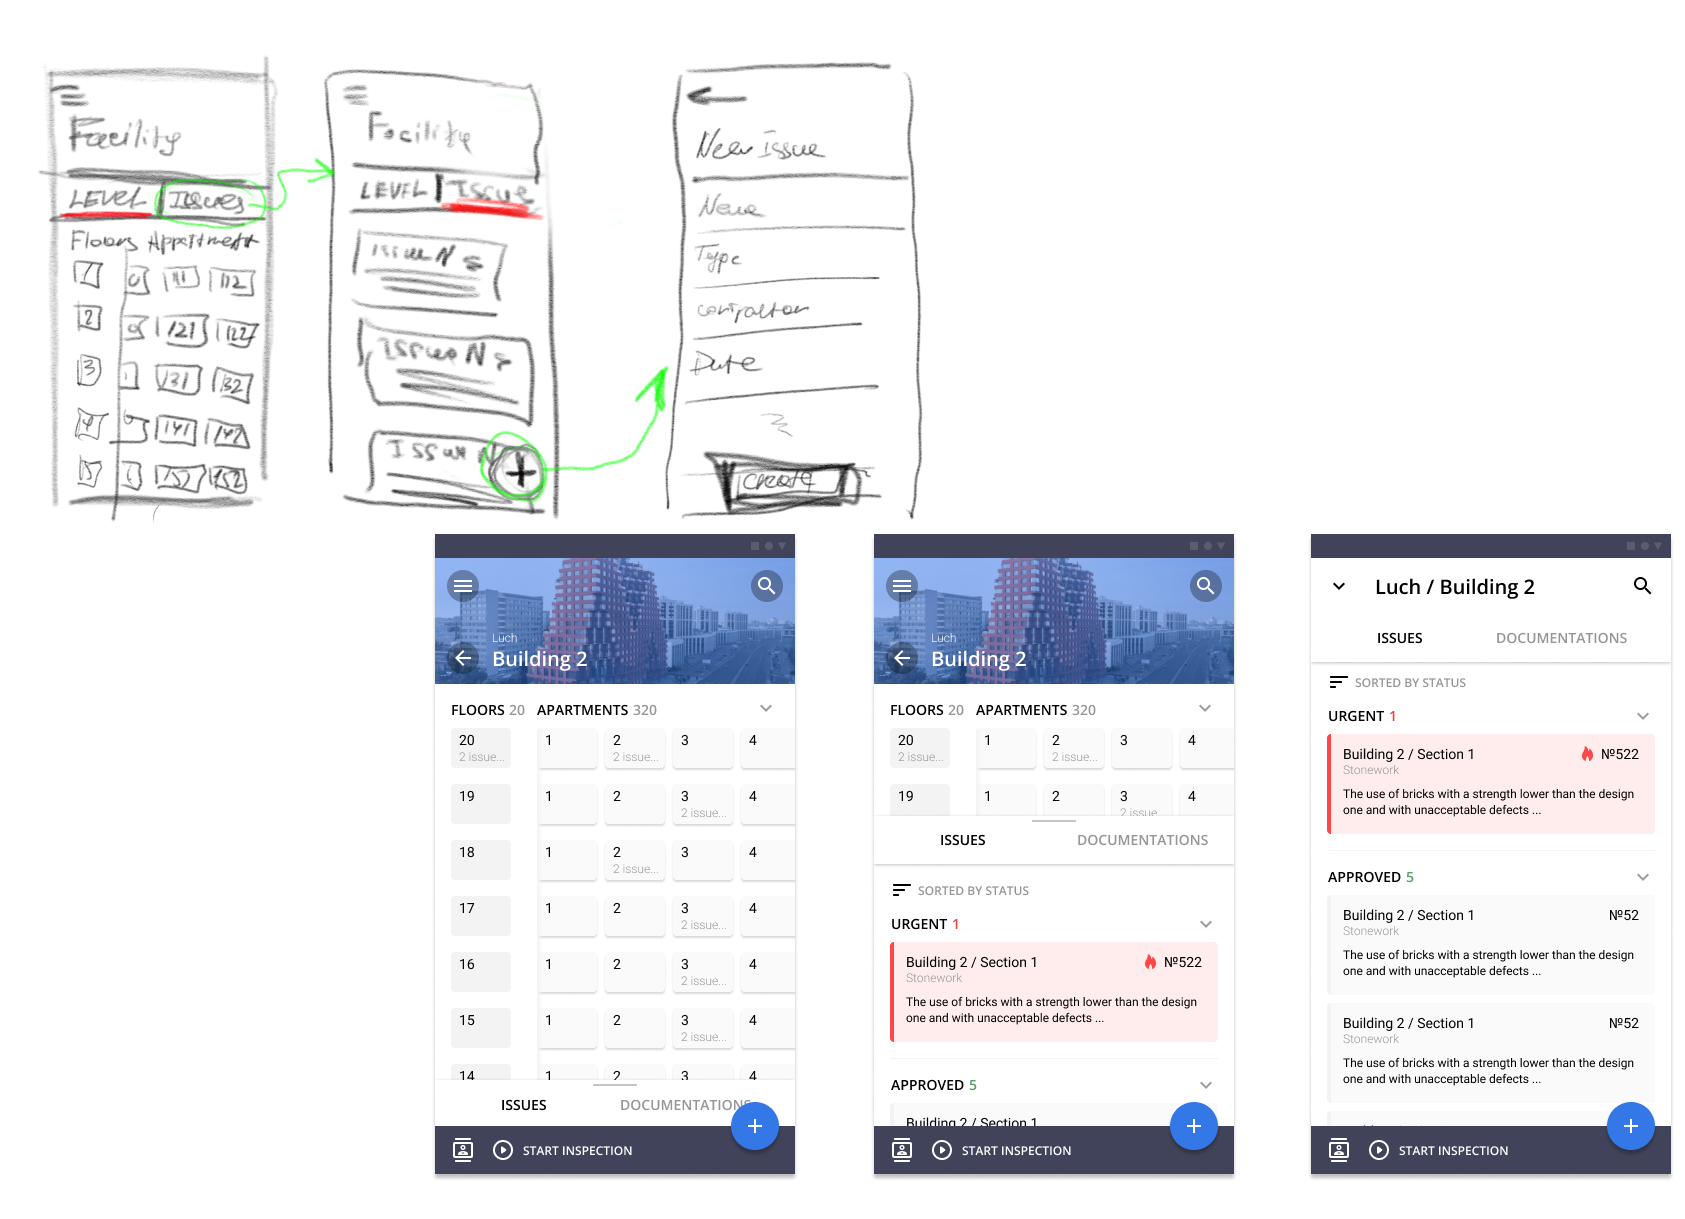 Facility
LEVEL Issues
Floors
1 111 112
2 121 122
3 131 132
4 141 142
5 152 152
Facility
LEVEL Issue
Issue N
Issue N
Issue N
+
New Issue
Name
Type
Date
Create
Luch
Building 2
FLOORS 20 APARTMENTS 320
20 1 2 3 4
2 issue... 2 issue...
19 1 2 3 4
2 issue...
18 1 2 3 4
2 issue...
17 1 2 3 4
2 issue...
16 1 2 3 4
2 issue...
15 1 2 3 4
2 issue...
14 1 2 3 4
ISSUES DOCUMENTATIONS
START INSPECTION
Luch
Building 2
FLOORS 20 APARTMENTS 320
20 1 2 3 4
2 issue... 2 issue...
19 1 2 3 4
2 issue
ISSUES DOCUMENTATIONS
SORTED BY STATUS
URGENT 1
Building 2 / Section 1 №522
Stonework
The use of bricks with a strength lower than the design
one and with unacceptable defects ...
APPROVED 5
Building 2 / Section 1
START INSPECTION
Luch / Building 2
ISSUES DOCUMENTATIONS
SORTED BY STATUS
URGENT 1
Building 2 / Section 1 №522
Stonework
The use of bricks with a strength lower than the design
one and with unacceptable defects ...
APPROVED 5
Building 2 / Section 1 №52
Stonework
The use of bricks with a strength lower than the design
one and with unacceptable defects ...
Building 2 / Section 1 №52
Stonework
The use of bricks with a strength lower than the design
one and with unacceptable defects ...
START INSPECTION